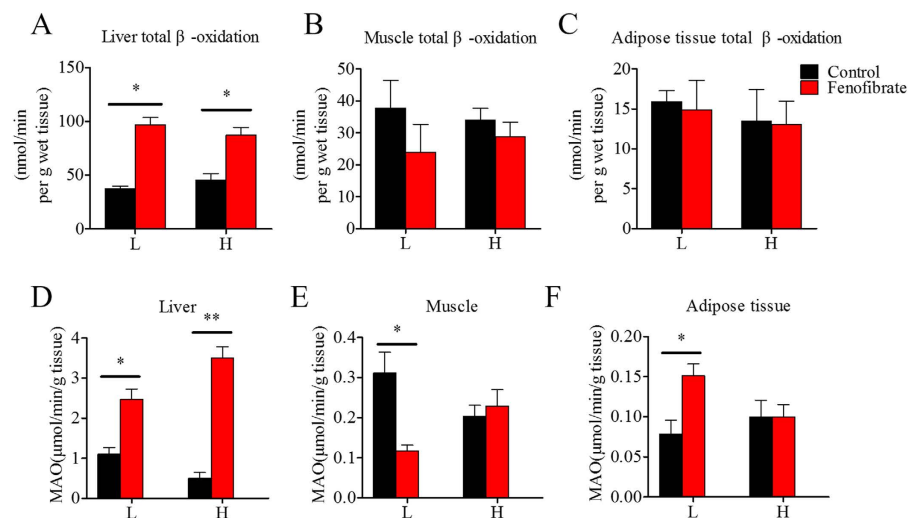 A
Liver total β -oxidation
(nmol/min
per g wet tissue)
150
100
50
0
*
*
L
H
B
Muscle total β -oxidation
(nmol/min
per g wet tissue)
50
40
30
20
10
0
L
H
C
Adipose tissue total β -oxidation
(nmol/min
per g wet tissue)
20
15
10
5
0
L
H
Control
Fenofibrate
D
Liver
MAO(μmol/min/g tissue)
4
3
2
1
0
*
**
L
H
E
Muscle
MAO(μmol/min/g tissue)
0.4
0.3
0.2
0.1
0.0
*
L
H
F
Adipose tissue
MAO(μmol/min/g tissue)
0.20
0.15
0.10
0.05
0.00
*
L
H